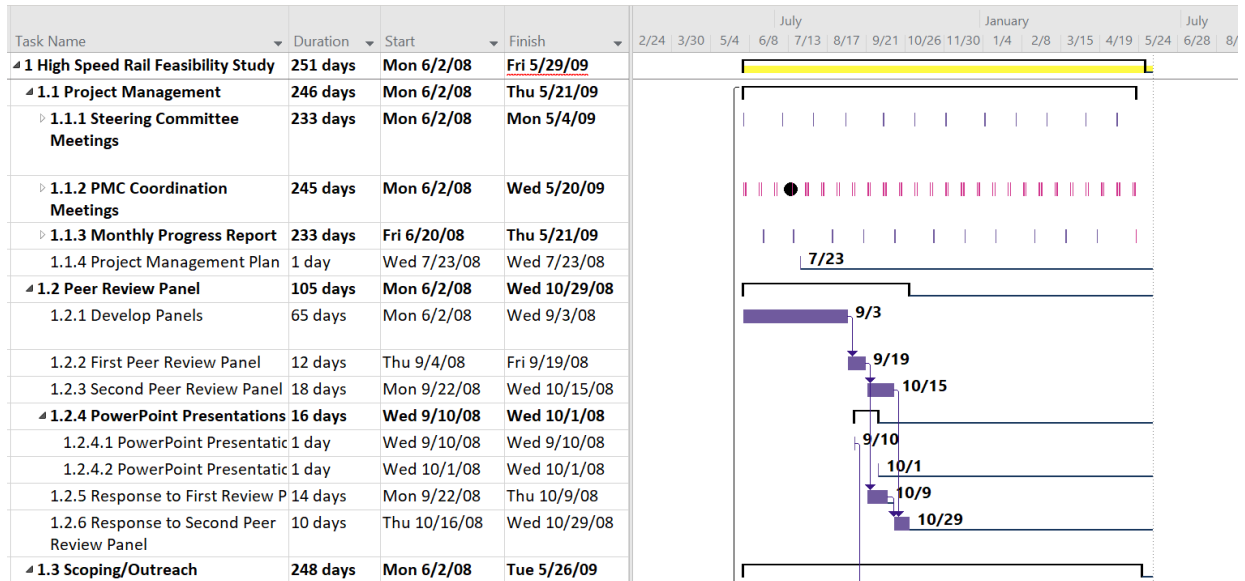 July January July
Task Name Duration Start Finish 2/24 3/30 5/4 6/8 7/13 8/17 9/21 10/26 11/30 1/4 2/8 3/15 4/19 5/24 6/28 8/
1 High Speed Rail Feasibility Study 251 days Mon 6/2/08 Fri 5/29/09
1.1 Project Management 246 days Mon 6/2/08 Thu 5/21/09
1.1.1 Steering Committee 233 days Mon 6/2/08 Mon 5/4/09
Meetings
1.1.2 PMC Coordination 245 days Mon 6/2/08 Wed 5/20/09
Meetings
1.1.3 Monthly Progress Report 233 days Fri 6/20/08 Thu 5/21/09
1.1.4 Project Management Plan 1 day Wed 7/23/08 Wed 7/23/08 7/23
1.2 Peer Review Panel 105 days Mon 6/2/08 Wed 10/29/08
1.2.1 Develop Panels 65 days Mon 6/2/08 Wed 9/3/08 9/3
1.2.2 First Peer Review Panel 12 days Thu 9/4/08 Fri 9/19/08 9/19
1.2.3 Second Peer Review Panel 18 days Mon 9/22/08 Wed 10/15/08 10/15
1.2.4 PowerPoint Presentations 16 days Wed 9/10/08 Wed 10/1/08
1.2.4.1 PowerPoint Presentatic 1 day Wed 9/10/08 Wed 9/10/08 9/10
1.2.4.2 PowerPoint Presentatic 1 day Wed 10/1/08 Wed 10/1/08 10/1
1.2.5 Response to First Review P 14 days Mon 9/22/08 Thu 10/9/08 10/9
1.2.6 Response to Second Peer 10 days Thu 10/16/08 Wed 10/29/08 10/29
Review Panel
1.3 Scoping/Outreach 248 days Mon 6/2/08 Tue 5/26/09